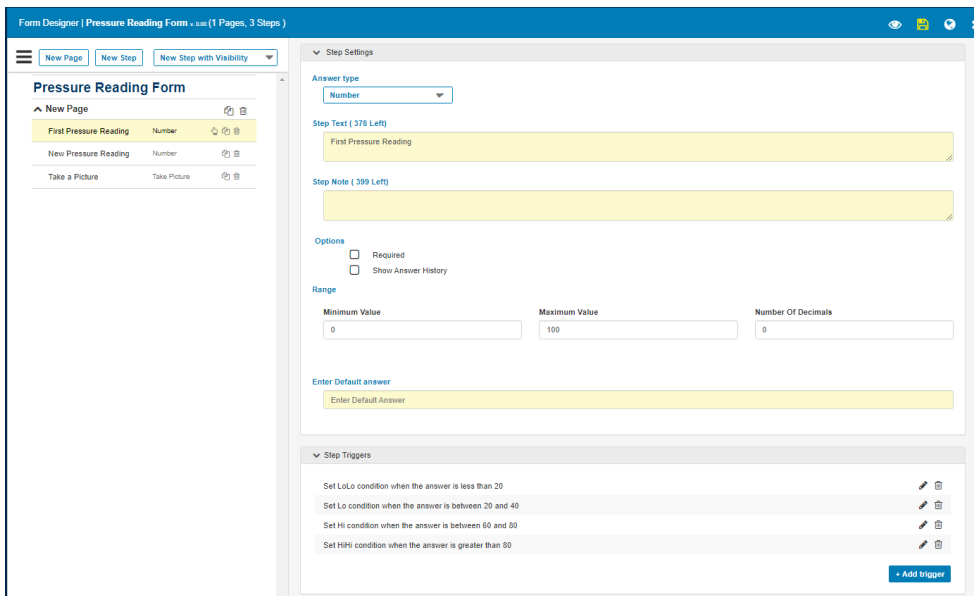 Form Designer | Pressure Reading Form v. 0.00 (1 Pages, 3 Steps )
New Page New Step New Step with Visibility
Pressure Reading Form
New Page
First Pressure Reading Number
New Pressure Reading Number
Take a Picture Take Picture
Step Settings
Answer type
Number
Step Text ( 378 Left)
First Pressure Reading
Step Note ( 399 Left)
Options
Required
Show Answer History
Range
Minimum Value Maximum Value Number Of Decimals
0 100 0
Enter Default answer
Enter Default Answer
Step Triggers
Set LoLo condition when the answer is less than 20
Set Lo condition when the answer is between 20 and 40
Set Hi condition when the answer is between 60 and 80
Set HiHi condition when the answer is greater than 80
+ Add trigger